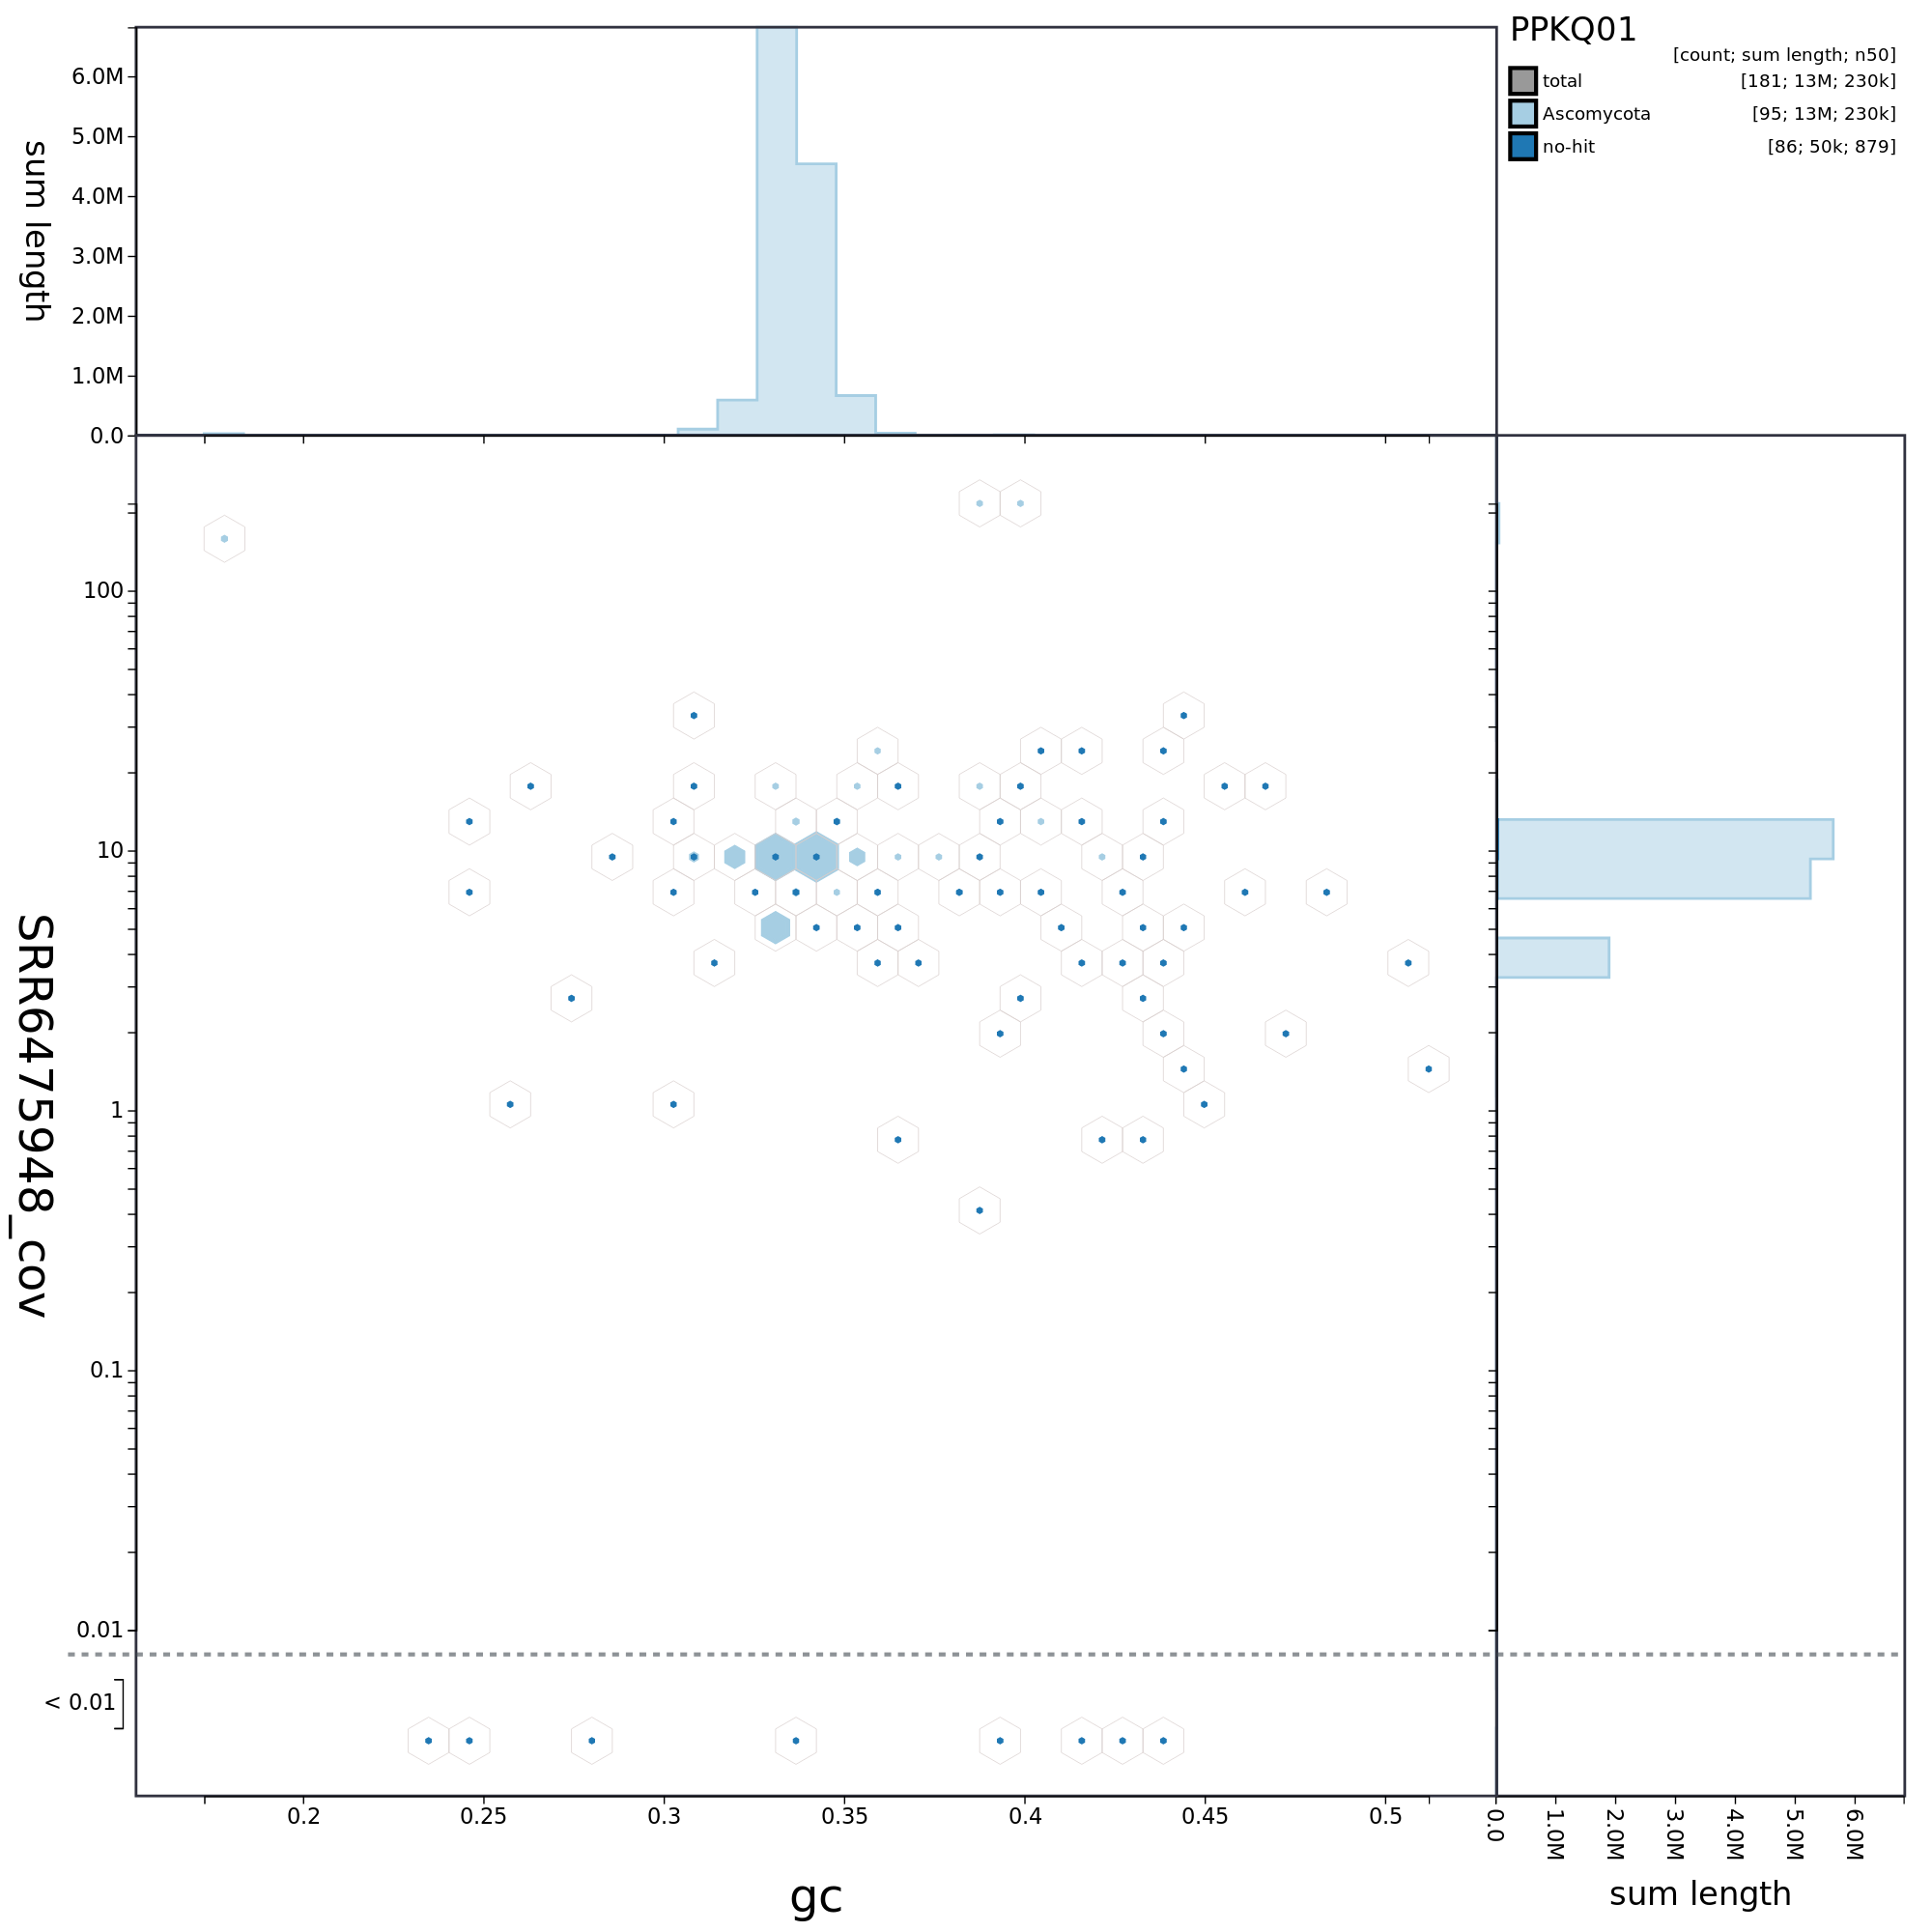 PPKQ01
[count; sum length; n50]
total [181; 13M; 230k]
Ascomycota [95; 13M; 230k]
no-hit [86; 50k; 879]
sum length
6.0M
5.0M
4.0M
3.0M
2.0M
1.0M
0.0
SRR6475948_cov
100
10
1
0.1
0.01
< 0.01
0.2 0.25 0.3 0.35 0.4 0.45 0.5
gc
0.0 1.0M 2.0M 3.0M 4.0M 5.0M 6.0M
sum length